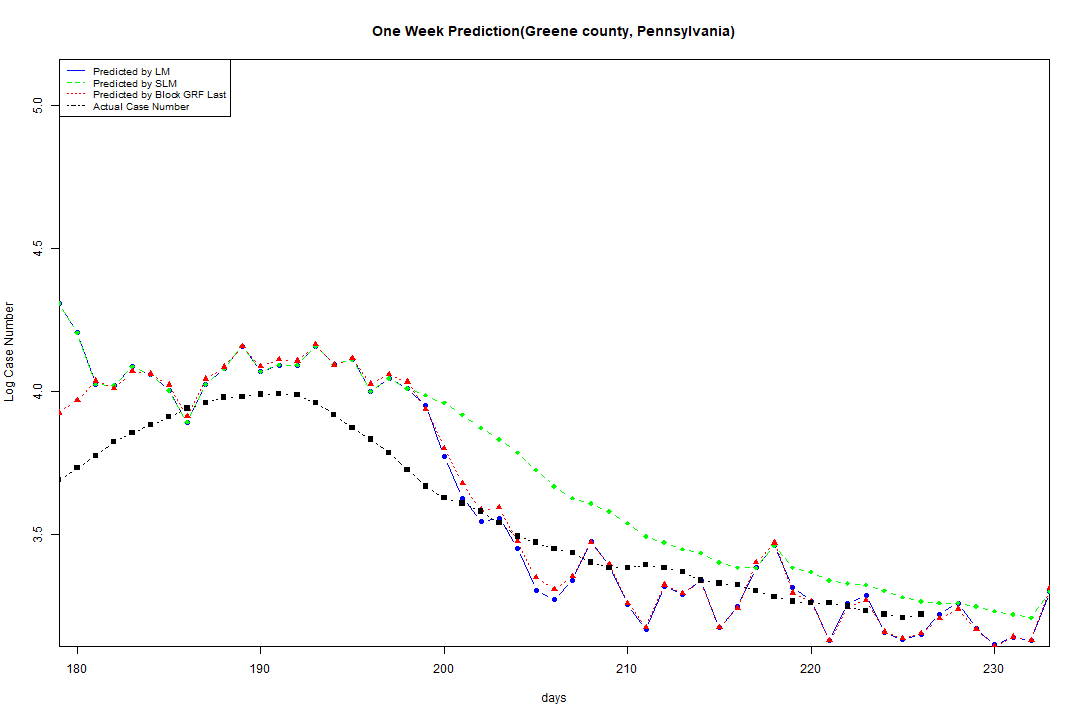 One Week Prediction(Greene county, Pennsylvania)
Predicted by LM
Predicted by SLM
Predicted by Block GRF Last
Actual Case Number
5.0
4.5
4.0
3.5
Log Case Number
180 190 200 210 220 230
days